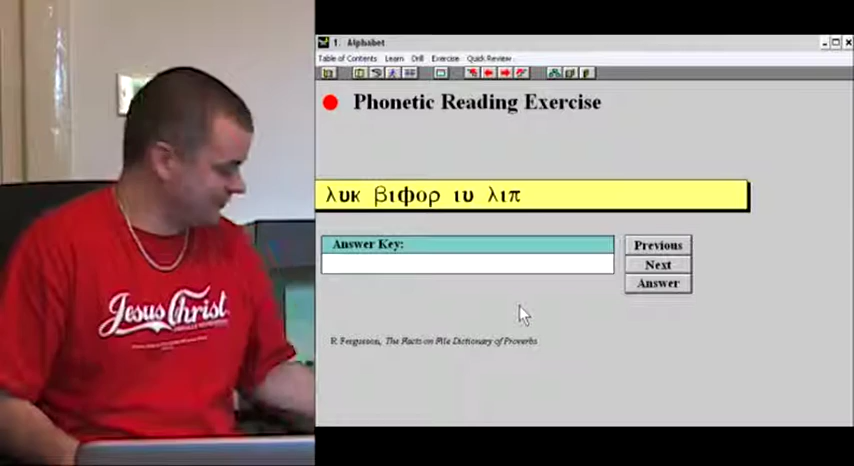 1. Alphabet
Table of Contents Learn Drill Exercise Quick Review
Phonetic Reading Exercise
λυκ βιφορ ιυ λιπ
Answer Key:
Previous
Next
Answer
R. Fergusson, The Facts on File Dictionary of Proverbs
Jesus Christ